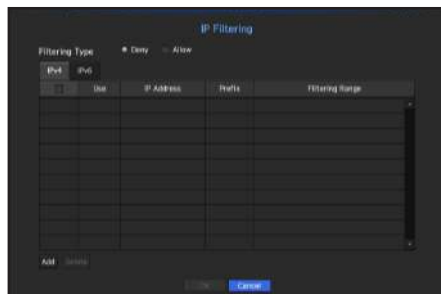 IP Filtering
Filtering Type Deny Allow
IPv4 IPv6
Use IP Address Prefix Filtering Range
Add Delete
OK Cancel